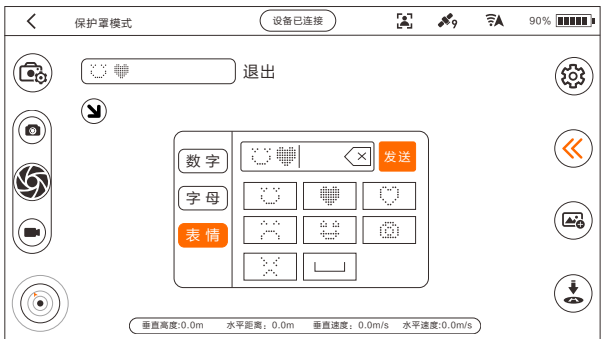 保护罩模式 设备已连接 9 A 90%
退出
数字 发送
字母
表情
垂直高度:0.0m 水平距离：0.0m 垂直速度：0.0m/s 水平速度:0.0m/s